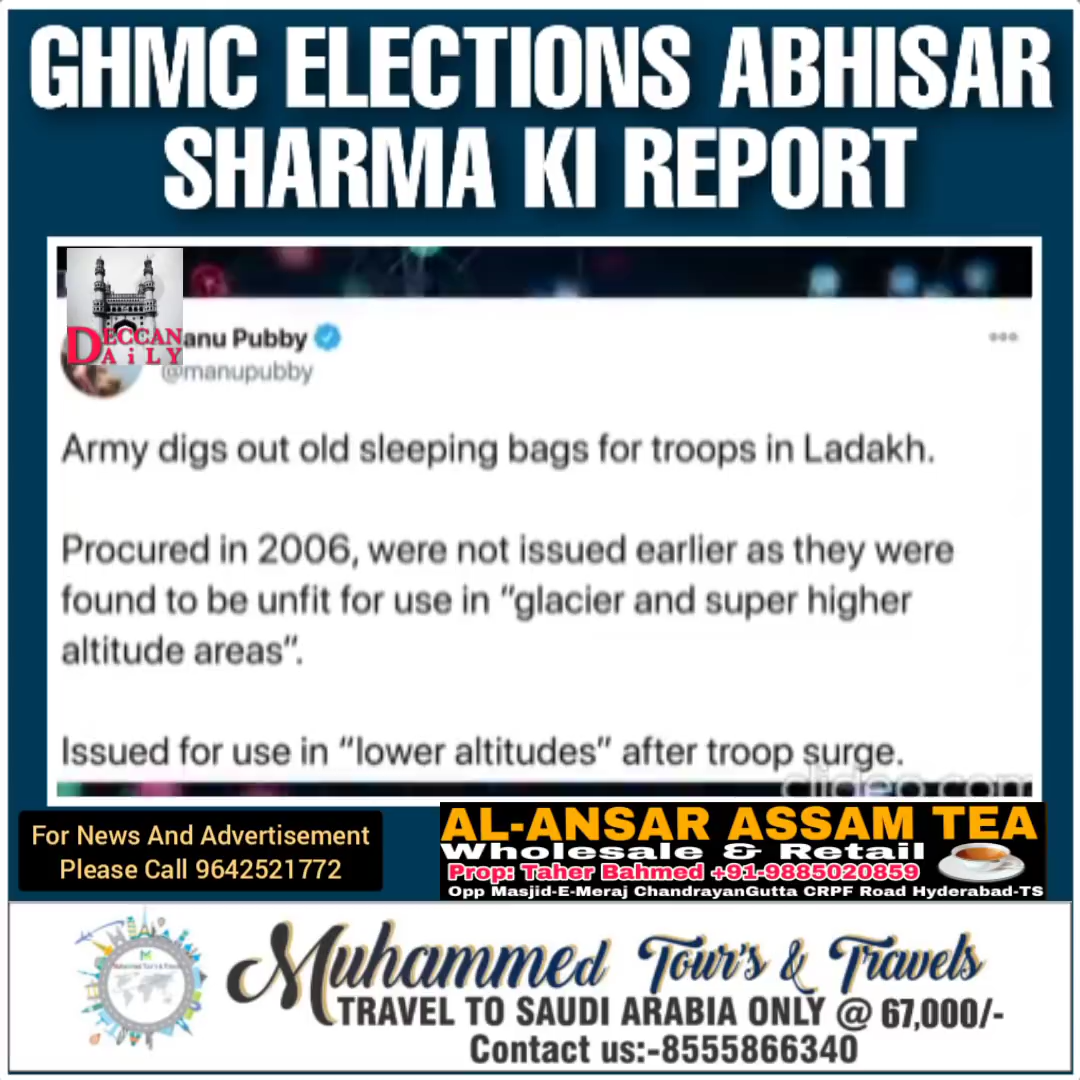 GHMC ELECTIONS ABHISAR
SHARMA KI REPORT
DECCAN
DAiLY
anu Pubby
@manupubby
Army digs out old sleeping bags for troops in Ladakh.
Procured in 2006, were not issued earlier as they were
found to be unfit for use in “glacier and super higher
altitude areas”.
Issued for use in “lower altitudes” after troop surge.
clideo.com
For News And Advertisement
Please Call 9642521772
AL-ANSAR ASSAM TEA
Wholesale & Retail
Prop: Taher Bahmed +91-9885020859
Opp Masjid-E-Meraj ChandrayanGutta CRPF Road Hyderabad-TS
Muhammed Tour's & Travels
TRAVEL TO SAUDI ARABIA ONLY @ 67,000/-
Contact us:-8555866340